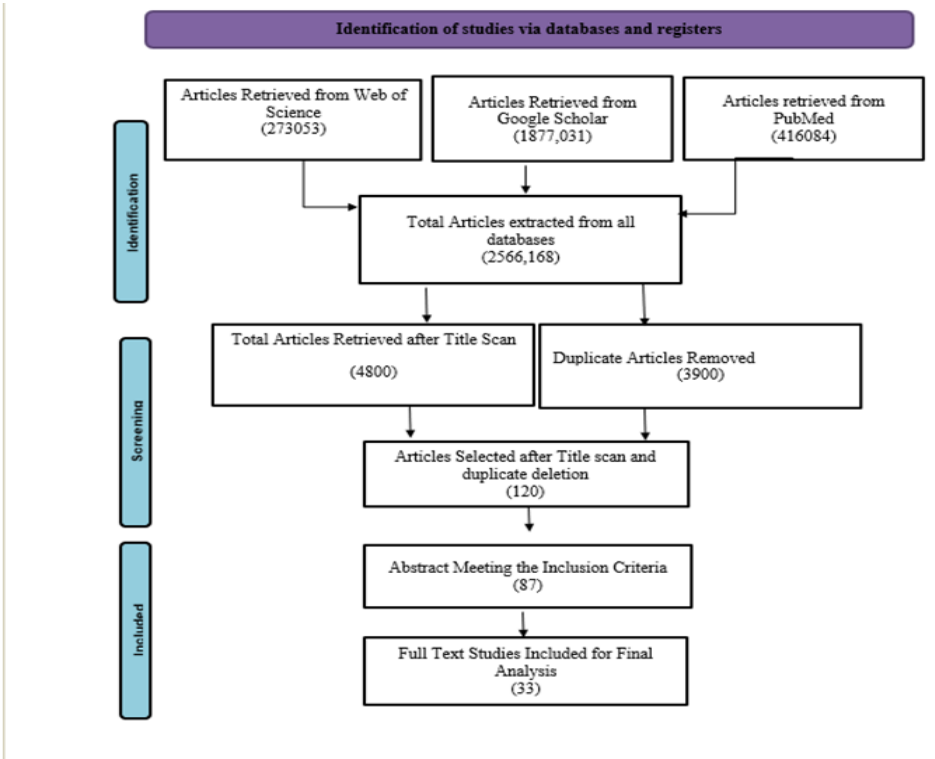 Identification of studies via databases and registers
Articles Retrieved from Web of
Science
(273053)
Articles Retrieved from
Google Scholar
(1877,031)
Articles retrieved from
PubMed
(416084)
Identification
Total Articles extracted from all
databases
(2566,168)
Screening
Total Articles Retrieved after Title Scan
(4800)
Duplicate Articles Removed
(3900)
Articles Selected after Title scan and
duplicate deletion
(120)
Included
Abstract Meeting the Inclusion Criteria
(87)
Full Text Studies Included for Final
Analysis
(33)